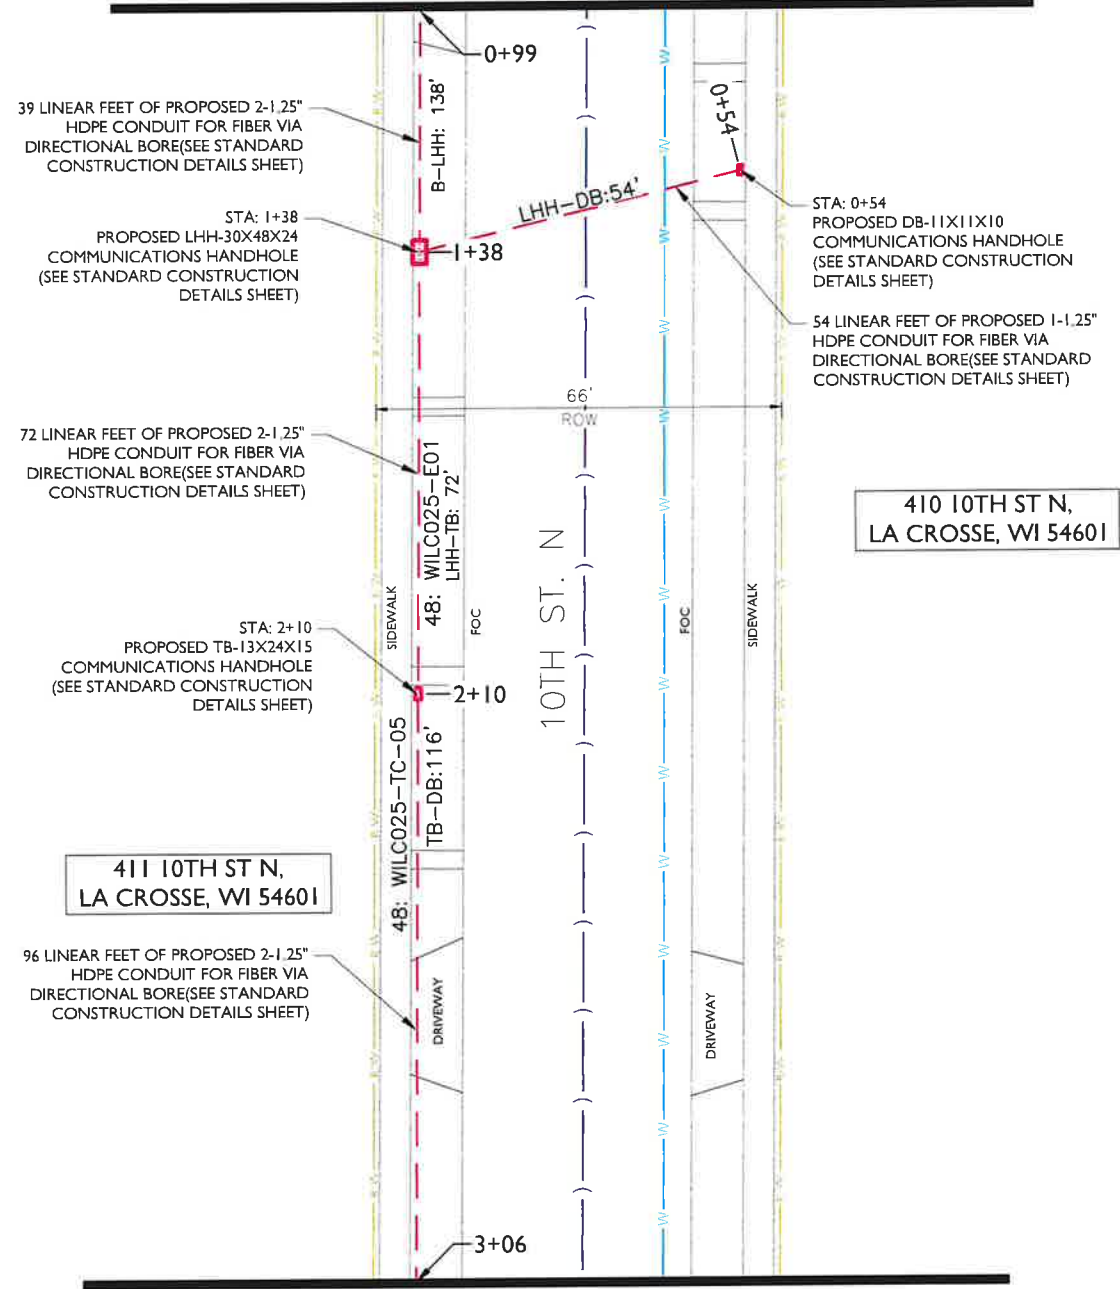 0+99
39 LINEAR FEET OF PROPOSED 2-1.25"
HDPE CONDUIT FOR FIBER VIA
DIRECTIONAL BORE(SEE STANDARD
CONSTRUCTION DETAILS SHEET)
B-LHH: 138'
0+54
LHH-DB:54'
STA: 1+38
PROPOSED LHH-30X48X24
COMMUNICATIONS HANDHOLE
(SEE STANDARD CONSTRUCTION
DETAILS SHEET)
1+38
STA: 0+54
PROPOSED DB-11X11X10
COMMUNICATIONS HANDHOLE
(SEE STANDARD CONSTRUCTION
DETAILS SHEET)
54 LINEAR FEET OF PROPOSED 1-1.25"
HDPE CONDUIT FOR FIBER VIA
DIRECTIONAL BORE(SEE STANDARD
CONSTRUCTION DETAILS SHEET)
66'
ROW
72 LINEAR FEET OF PROPOSED 2-1.25"
HDPE CONDUIT FOR FIBER VIA
DIRECTIONAL BORE(SEE STANDARD
CONSTRUCTION DETAILS SHEET)
48: WILC025-E01
LHH-TB: 72'
410 10TH ST N,
LA CROSSE, WI 54601
10TH ST. N
SIDEWALK
FOC
FOC
SIDEWALK
STA: 2+10
PROPOSED TB-13X24X15
COMMUNICATIONS HANDHOLE
(SEE STANDARD CONSTRUCTION
DETAILS SHEET)
2+10
48: WILC025-TC-05
TB-DB:116'
411 10TH ST N,
LA CROSSE, WI 54601
96 LINEAR FEET OF PROPOSED 2-1.25"
HDPE CONDUIT FOR FIBER VIA
DIRECTIONAL BORE(SEE STANDARD
CONSTRUCTION DETAILS SHEET)
DRIVEWAY
DRIVEWAY
3+06
W
W
W
W
W
W
W
W
W
W
W
W
W
W